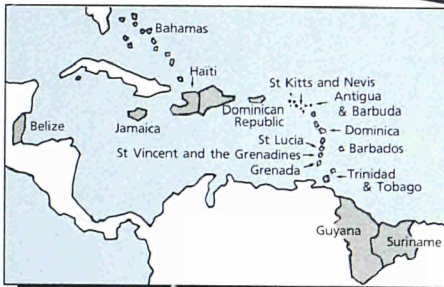 Bahamas
Haïti
St Kitts and Nevis
Antigua
& Barbuda
Dominican
Republic
Belize
Jamaica
Dominica
St Lucia
Barbados
St Vincent and the Grenadines
Grenada
Trinidad
& Tobago
Guyana
Suriname